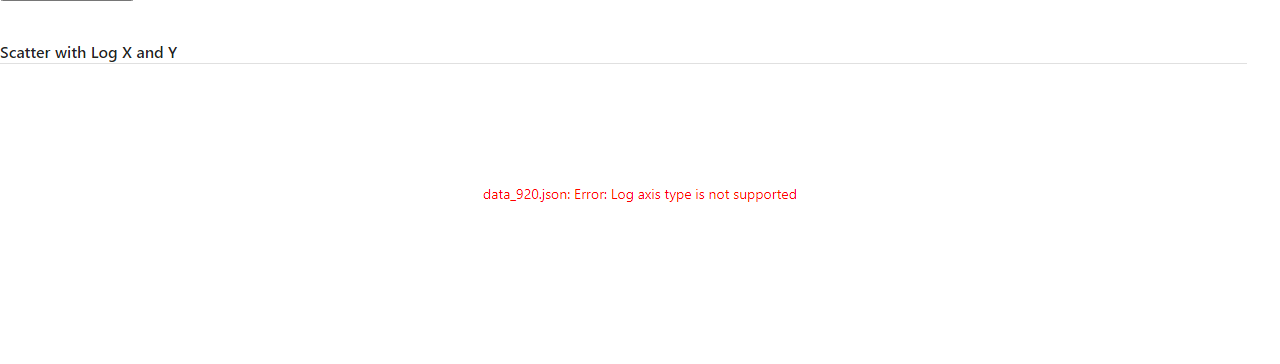 Scatter with Log X and Y
data_920.json: Error: Log axis type is not supported